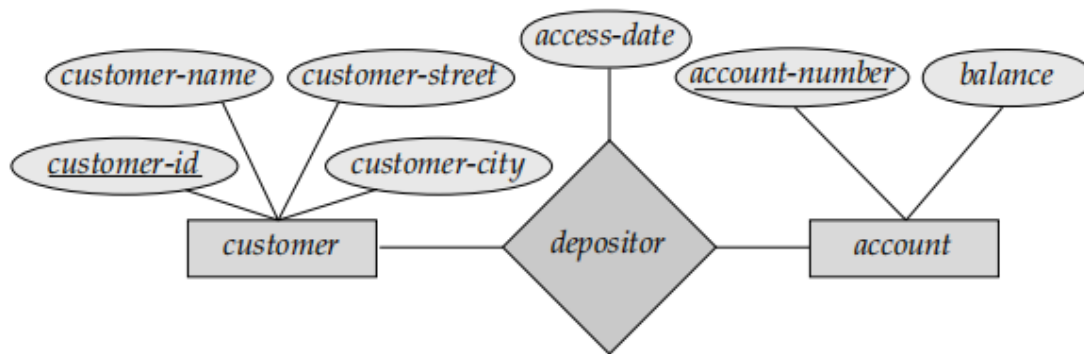 access-date
customer-name
customer-street
account-number
balance
customer-id
customer-city
customer
depositor
account